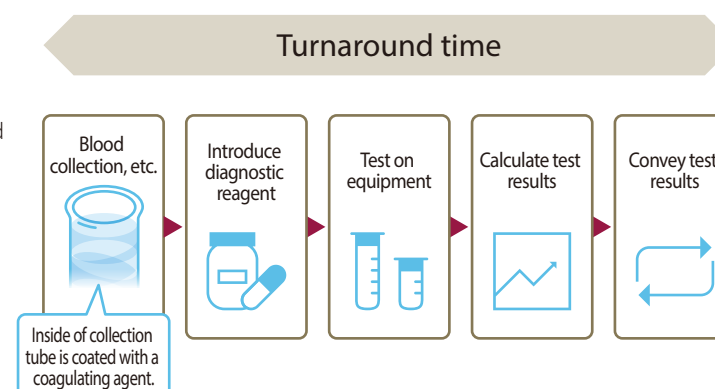 Turnaround time
Blood
collection, etc.
Introduce
diagnostic
reagent
Test on
equipment
Calculate test
results
Convey test
results
Inside of collection
tube is coated with a
coagulating agent.